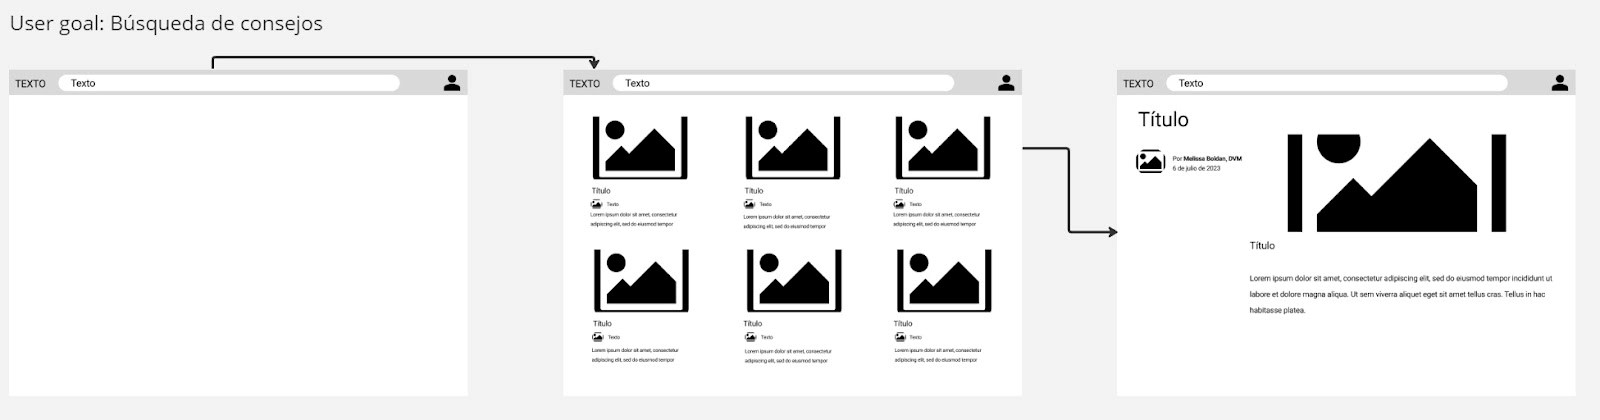 User goal: Búsqueda de consejos
TEXTO
Texto
TEXTO
Texto
Título
Texto
Lorem ipsum dolor sit amet, consectetur
adipiscing elit, sed do eiusmod tempor
Título
Texto
Lorem ipsum dolor sit amet, consectetur
adipiscing elit, sed do eiusmod tempor
Título
Texto
Lorem ipsum dolor sit amet, consectetur
adipiscing elit, sed do eiusmod tempor
Título
Texto
Lorem ipsum dolor sit amet, consectetur
adipiscing elit, sed do eiusmod tempor
Título
Texto
Lorem ipsum dolor sit amet, consectetur
adipiscing elit, sed do eiusmod tempor
Título
Texto
Lorem ipsum dolor sit amet, consectetur
adipiscing elit, sed do eiusmod tempor
TEXTO
Texto
Título
Por Melissa Boldan, DVM
6 de julio de 2023
Título
Lorem ipsum dolor sit amet, consectetur adipiscing elit, sed do eiusmod tempor incididunt ut
labore et dolore magna aliqua. Ut sem viverra aliquet eget sit amet tellus cras. Tellus in hac
habitasse platea.